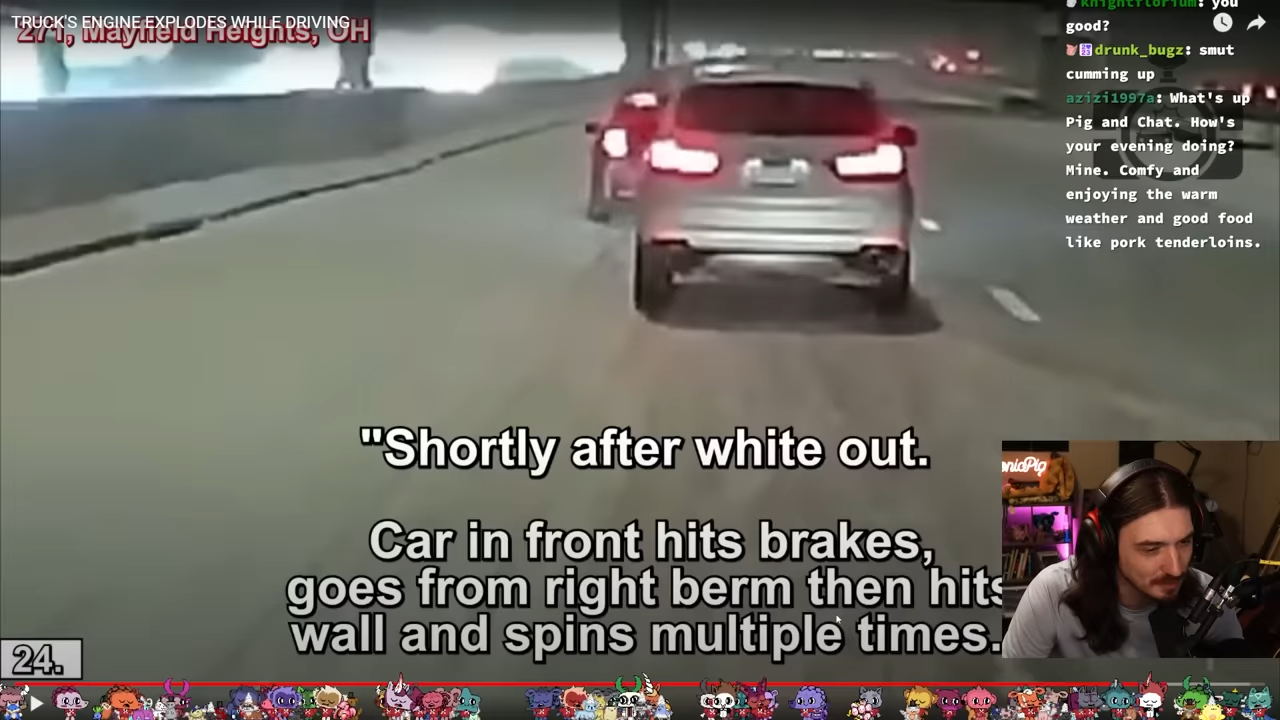 TRUCK'S ENGINE EXPLODES WHILE DRIVING
271, Mayfield Heights, OH
knightflorium: you
good?
drunk_bugz: smut
cumming up
azizi1997a: What's up
Pig and Chat. How's
your evening doing?
Mine. Comfy and
enjoying the warm
weather and good food
like pork tenderloins.
"Shortly after white out.
Car in front hits brakes,
goes from right berm then hits
wall and spins multiple times.
24.